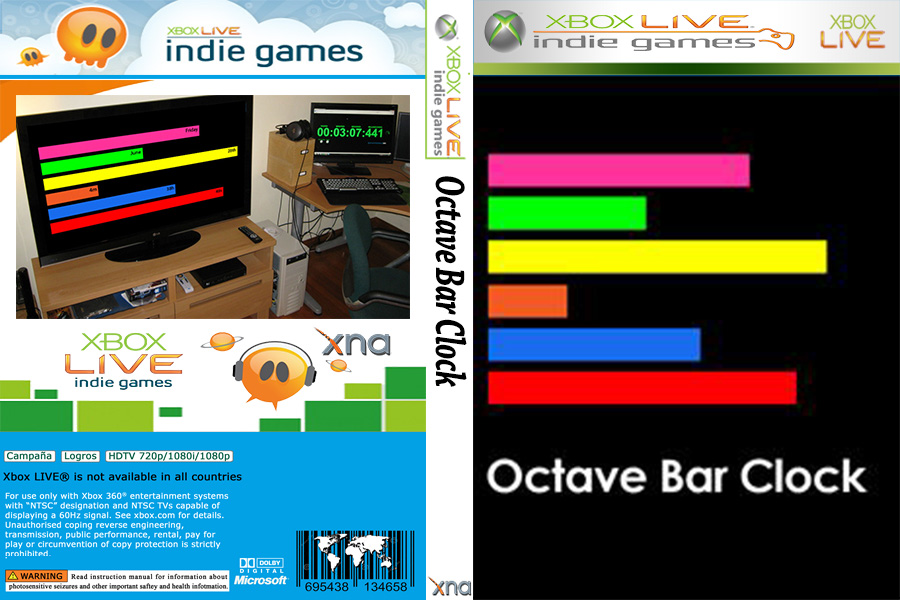 XBOX LIVE
indie games
Friday
June
20th
4m
00:03:07:441
XBOX
LIVE
indie games
xna
Campaña Logros HDTV 720p/1080i/1080p
Xbox LIVE® is not available in all countries
For use only with Xbox 360® entertainment systems
with "NTSC" designation and NTSC TVs capable of
displaying a 60Hz signal. See xbox.com for details.
Unauthorised coping reverse engineering,
transmission, public performance, rental, pay for
play or circumvention of copy protection is strictly
prohibited.
WARNING Read instruction manual for information about
photosensitive seizures and other important saftey and health infotmation.
DOLBY
DIGITAL
Microsoft®
695438 134658
XBOX LIVE
indie games
Octave Bar Clock
xna
XBOX LIVE
indie games
XBOX
LIVE
Octave Bar Clock